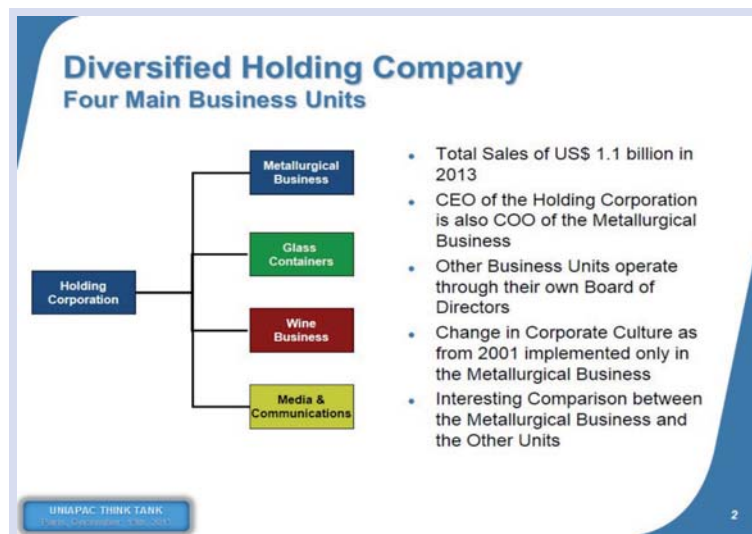 Diversified Holding Company
Four Main Business Units
Metallurgical
Business
Glass
Containers
Holding
Corporation
Wine
Business
Media &
Communications
• Total Sales of US$ 1.1 billion in
2013
• CEO of the Holding Corporation
is also COO of the Metallurgical
Business
• Other Business Units operate
through their own Board of
Directors
• Change in Corporate Culture as
from 2001 implemented only in
the Metallurgical Business
• Interesting Comparison between
the Metallurgical Business and
the Other Units
UNIAPAC THINK TANK
2